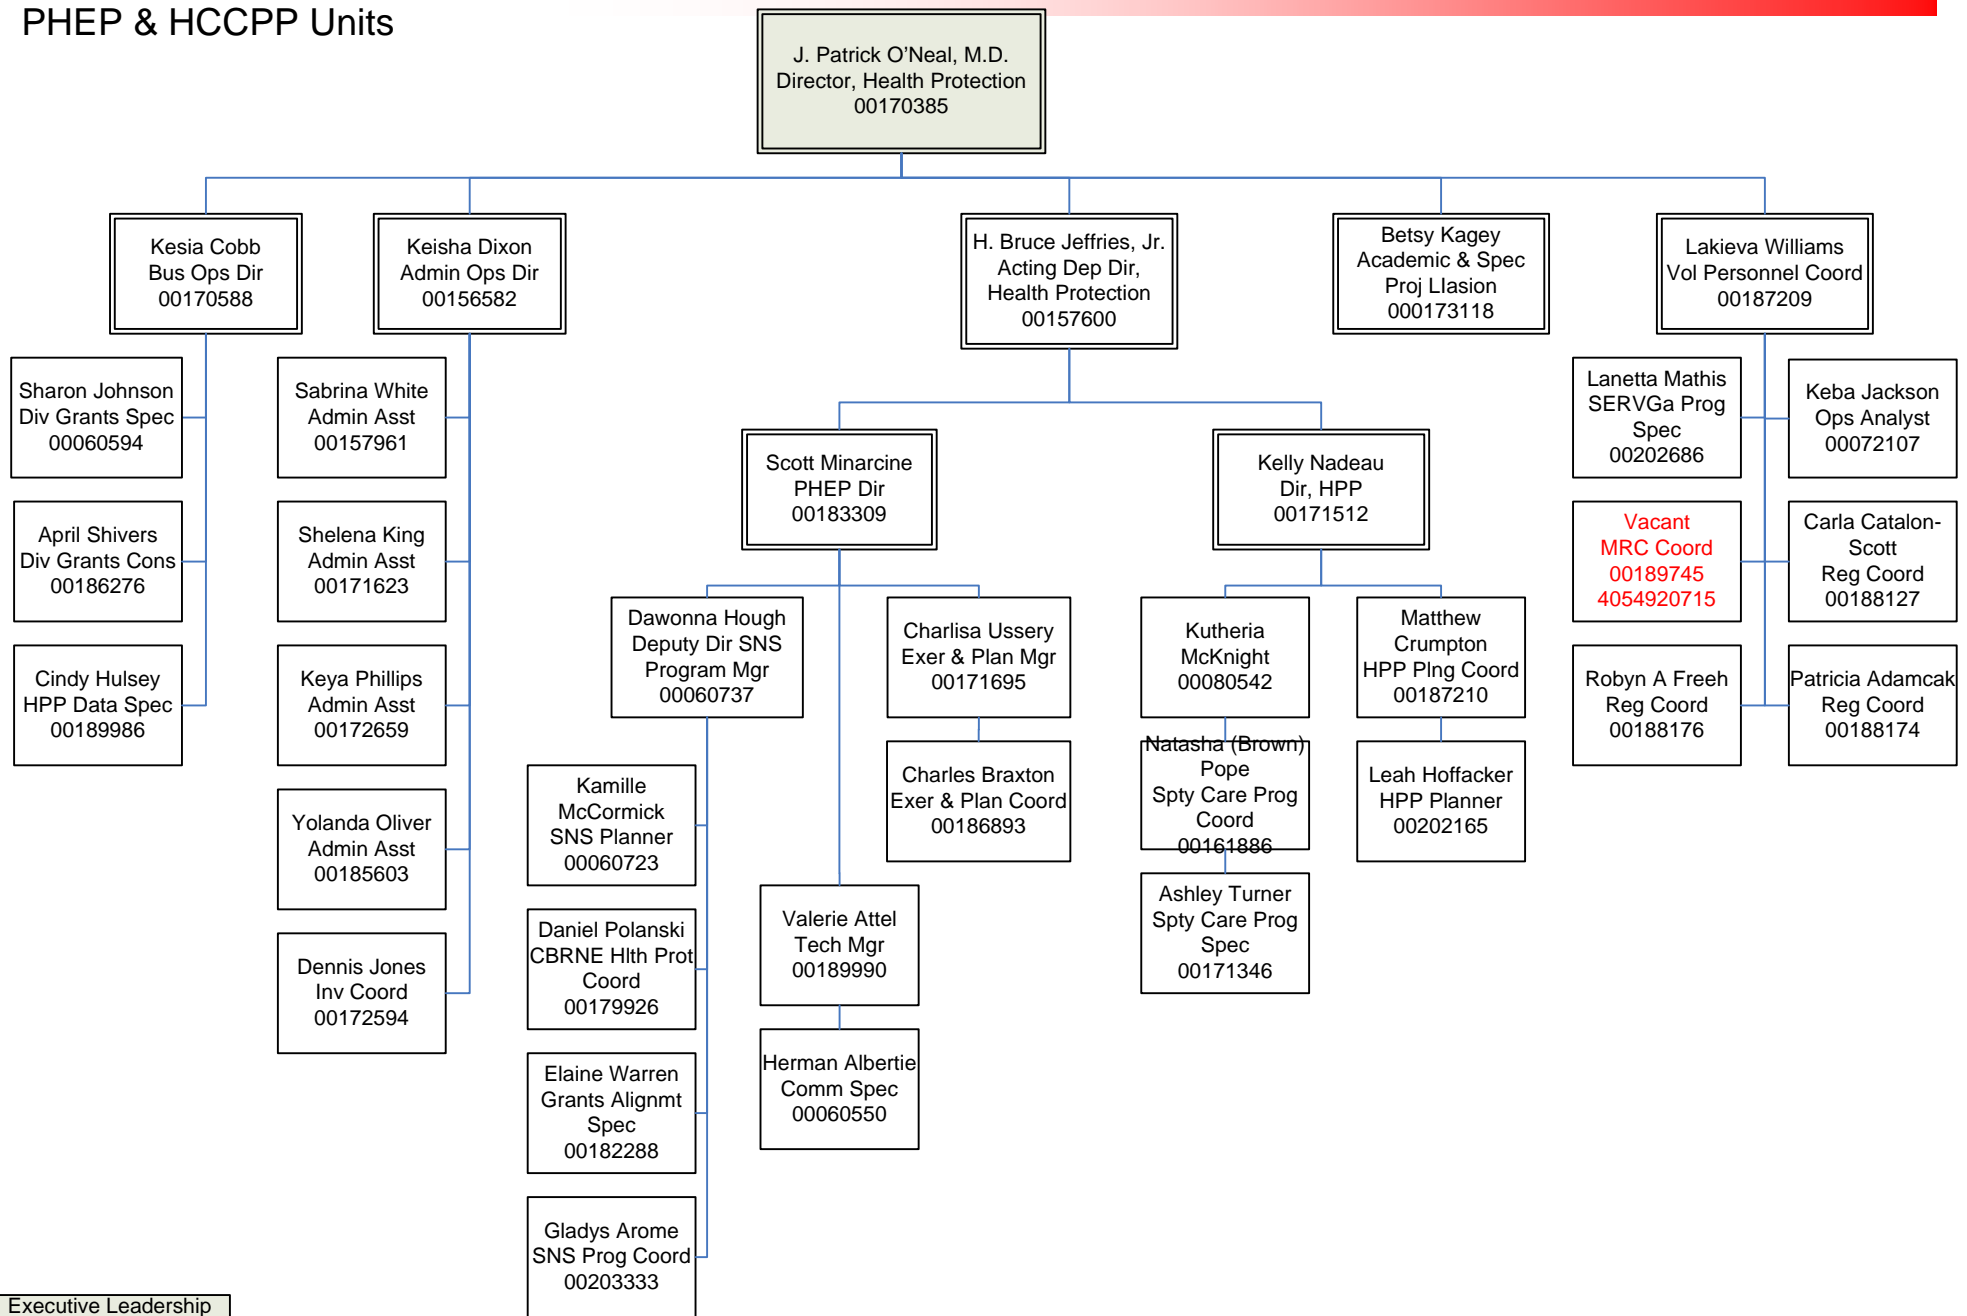 PHEP & HCCPP Units
J. Patrick O’Neal, M.D.
Director, Health Protection
00170385
Kesia Cobb
Bus Ops Dir
00170588
Keisha Dixon
Admin Ops Dir
00156582
H. Bruce Jeffries, Jr.
Acting Dep Dir,
Health Protection
00157600
Betsy Kagey
Academic & Spec
Proj LIasion
000173118
Lakieva Williams
Vol Personnel Coord
00187209
Sharon Johnson
Div Grants Spec
00060594
April Shivers
Div Grants Cons
00186276
Cindy Hulsey
HPP Data Spec
00189986
Sabrina White
Admin Asst
00157961
Shelena King
Admin Asst
00171623
Keya Phillips
Admin Asst
00172659
Yolanda Oliver
Admin Asst
00185603
Dennis Jones
Inv Coord
00172594
Scott Minarcine
PHEP Dir
00183309
Kelly Nadeau
Dir, HPP
00171512
Dawonna Hough
Deputy Dir SNS
Program Mgr
00060737
Kamille
McCormick
SNS Planner
00060723
Daniel Polanski
CBRNE Hlth Prot
Coord
00179926
Elaine Warren
Grants Alignmt
Spec
00182288
Gladys Arome
SNS Prog Coord
00203333
Valerie Attel
Tech Mgr
00189990
Herman Albertie
Comm Spec
00060550
Charlisa Ussery
Exer & Plan Mgr
00171695
Charles Braxton
Exer & Plan Coord
00186893
Kutheria
McKnight
00080542
Natasha (Brown)
Pope
Spty Care Prog
Coord
00161886
Ashley Turner
Spty Care Prog
Spec
00171346
Matthew
Crumpton
HPP Plng Coord
00187210
Leah Hoffacker
HPP Planner
00202165
Lanetta Mathis
SERVGa Prog
Spec
00202686
Keba Jackson
Ops Analyst
00072107
Vacant
MRC Coord
00189745
4054920715
Carla Catalon-
Scott
Reg Coord
00188127
Robyn A Freeh
Reg Coord
00188176
Patricia Adamcak
Reg Coord
00188174
Executive Leadership